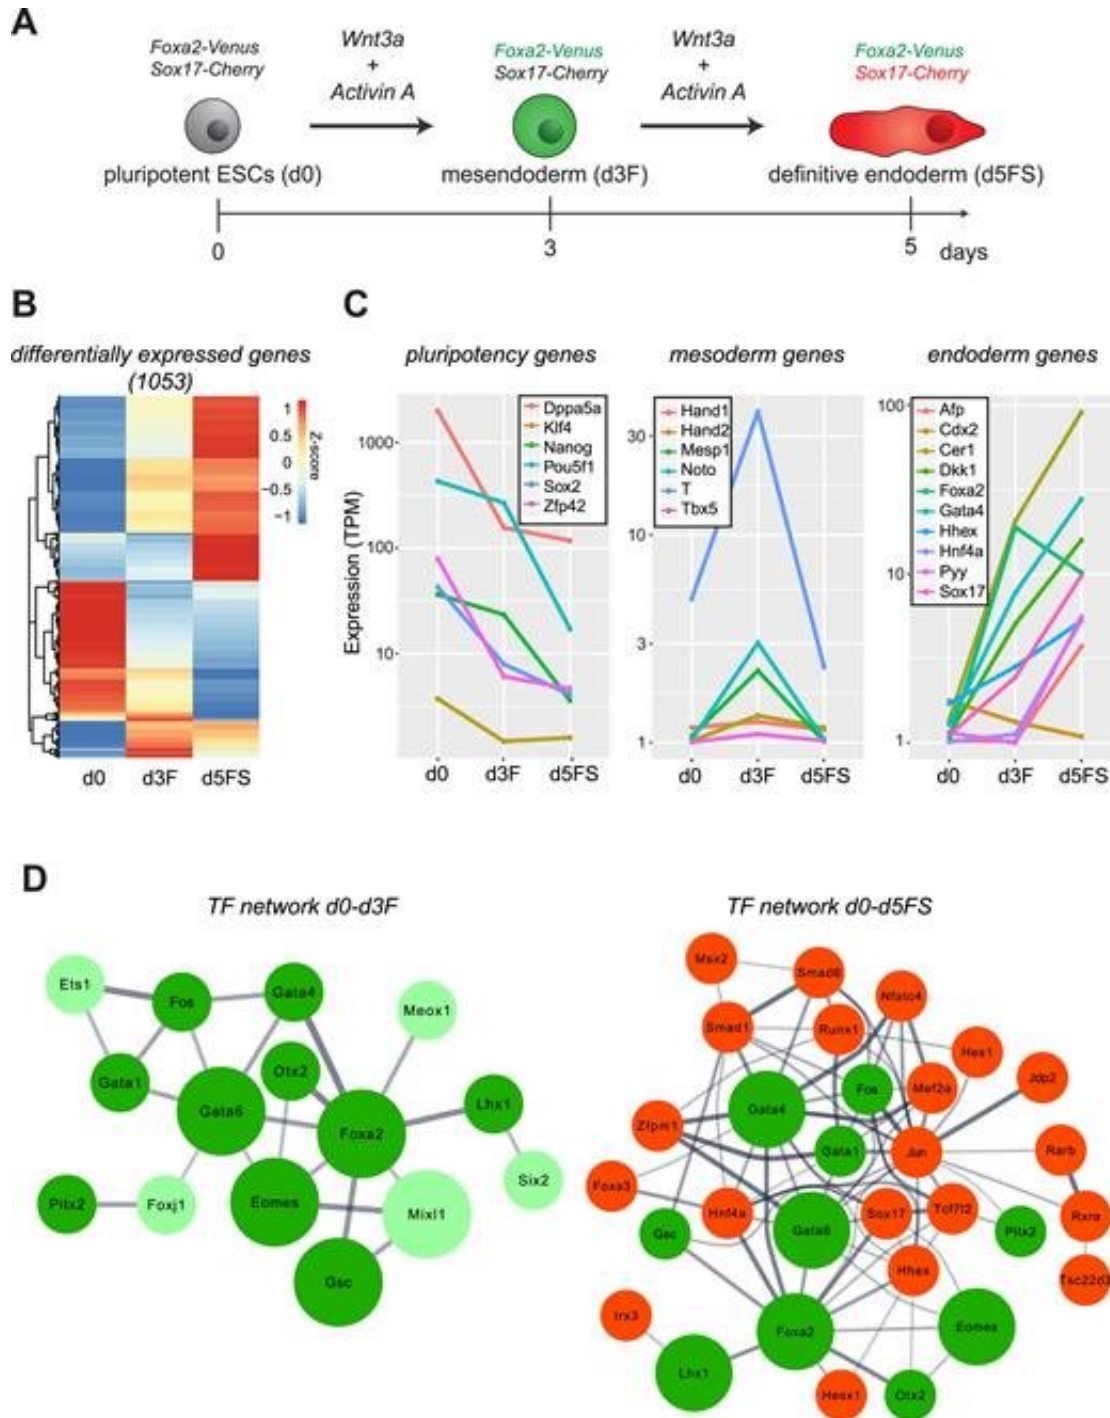 A
Foxa2-Venus
Sox17-Cherry
Wnt3a
+
Activin A
Foxa2-Venus
Sox17-Cherry
Wnt3a
+
Activin A
Foxa2-Venus
Sox17-Cherry
pluripotent ESCs (d0)
mesendoderm (d3F)
definitive endoderm (d5FS)
0
3
5
days
B
differentially expressed genes
(1053)
1
0.5
0
−0.5
−1
Z-score
d0
d3F
d5FS
C
pluripotency genes
Expression (TPM)
1000
100
10
Dppa5a
Klf4
Nanog
Pou5f1
Sox2
Zfp42
d0
d3F
d5FS
mesoderm genes
30
10
3
1
Hand1
Hand2
Mesp1
Noto
T
Tbx5
d0
d3F
d5FS
endoderm genes
100
10
1
Afp
Cdx2
Cer1
Dkk1
Foxa2
Gata4
Hhex
Hnf4a
Pyy
Sox17
d0
d3F
d5FS
D
TF network d0-d3F
Ets1
Fos
Gata4
Meox1
Gata1
Otx2
Gata6
Foxa2
Lhx1
Six2
Pitx2
Foxj1
Eomes
Mixl1
Gsc
TF network d0-d5FS
Msx2
Smad6
Nfatc4
Smad1
Runx1
Hes1
Jdp2
Gata4
Fos
Mef2a
Zfpm1
Gata1
Jun
Rarb
Foxa3
Hnf4a
Sox17
Tcf7l2
Rxra
Gsc
Gata6
Pitx2
Hhex
Tsc22d3
Irx3
Foxa2
Eomes
Lhx1
Hesx1
Otx2